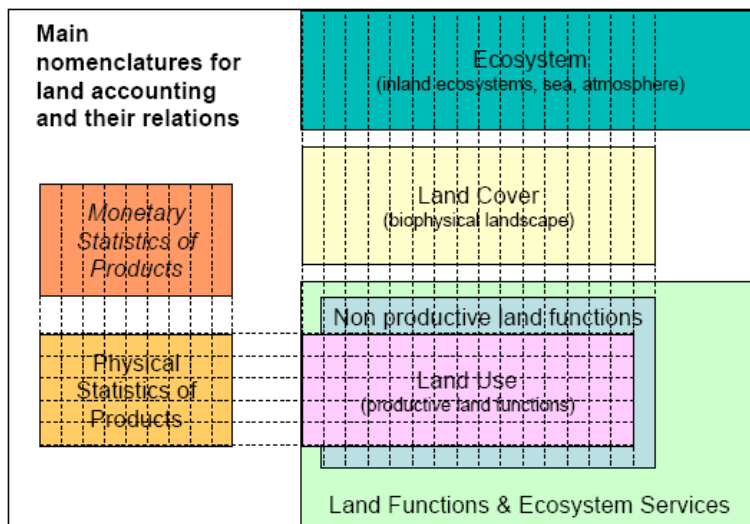 Main
nomenclatures for
land accounting
and their relations
Ecosystem
(inland ecosystems, sea, atmosphere)
Land Cover
(biophysical landscape)
Monetary
Statistics of
Products
Non productive land functions
Physical
Statistics of
Products
Land Use
(productive land functions)
Land Functions & Ecosystem Services